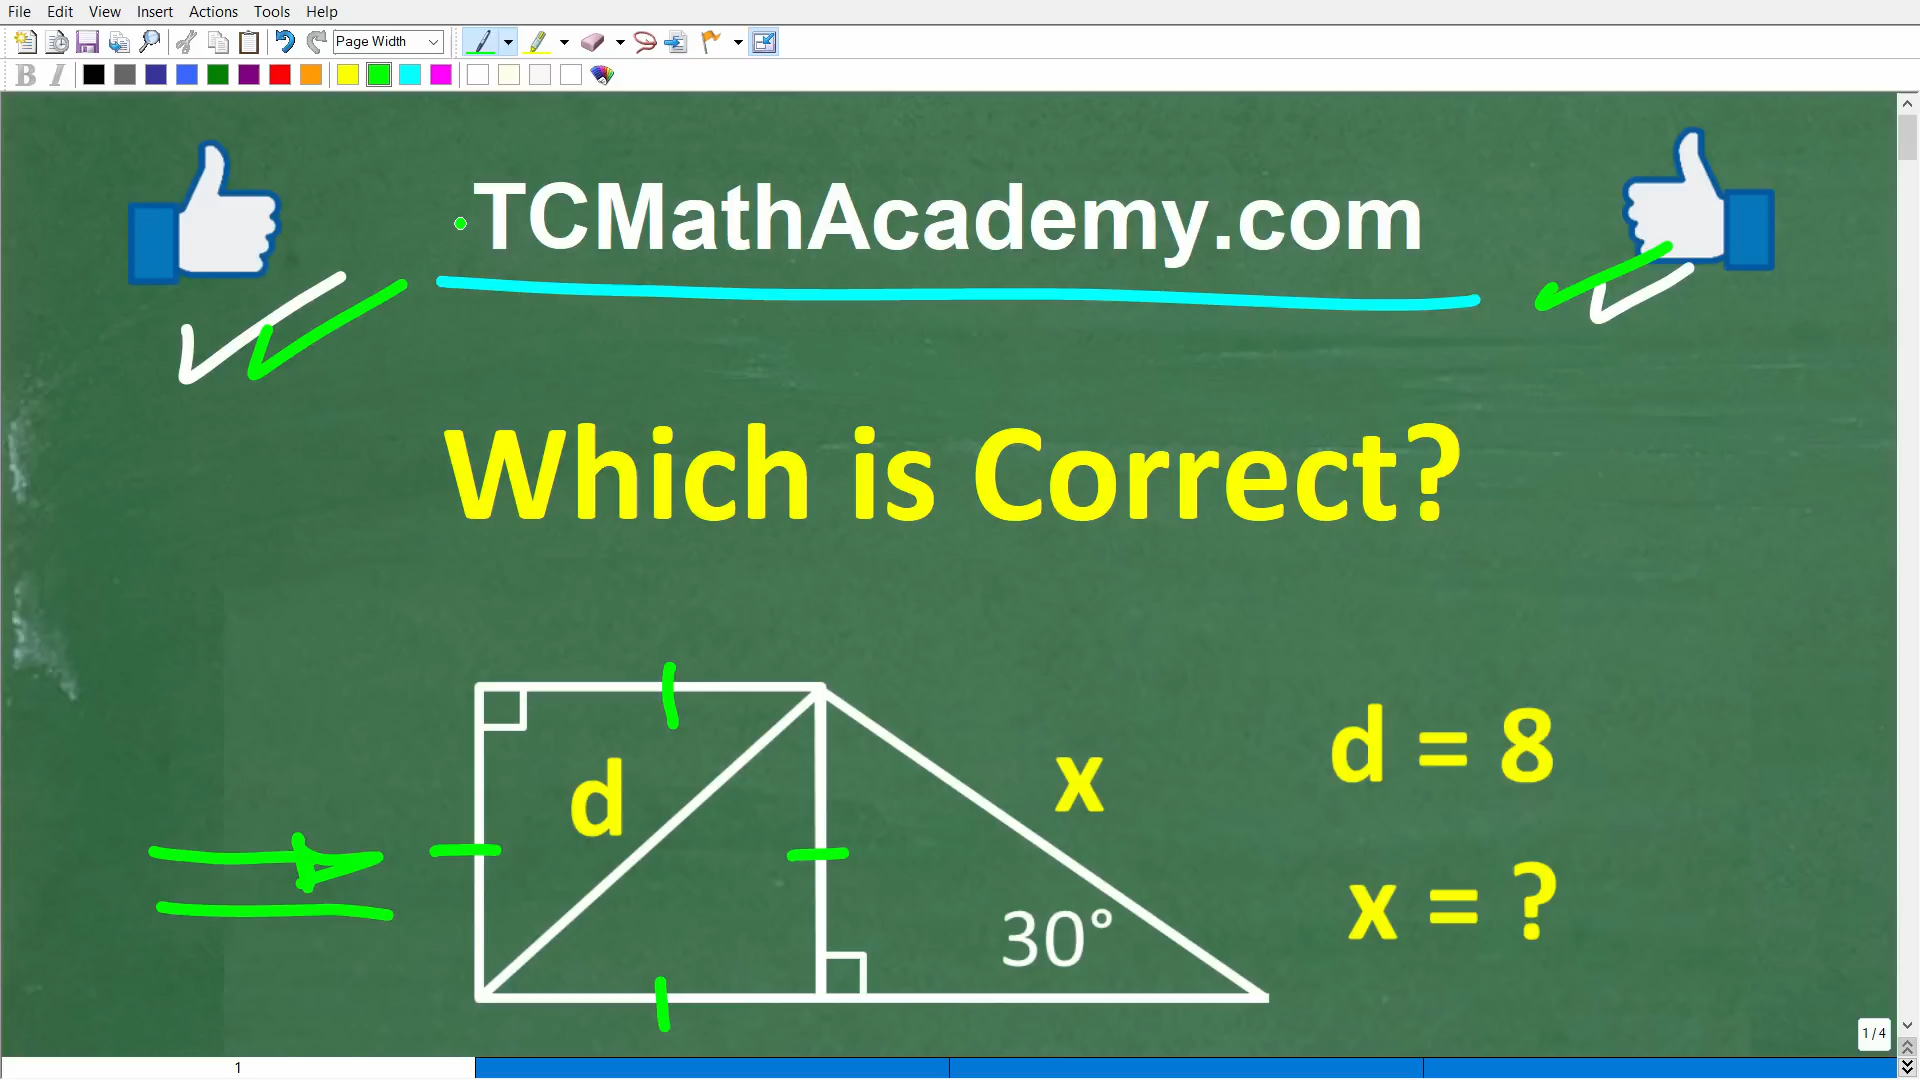 File Edit View Insert Actions Tools Help
Page Width
B I
TCMathAcademy.com
Which is Correct?
d
x
30°
d = 8
x = ?
1 / 4
1